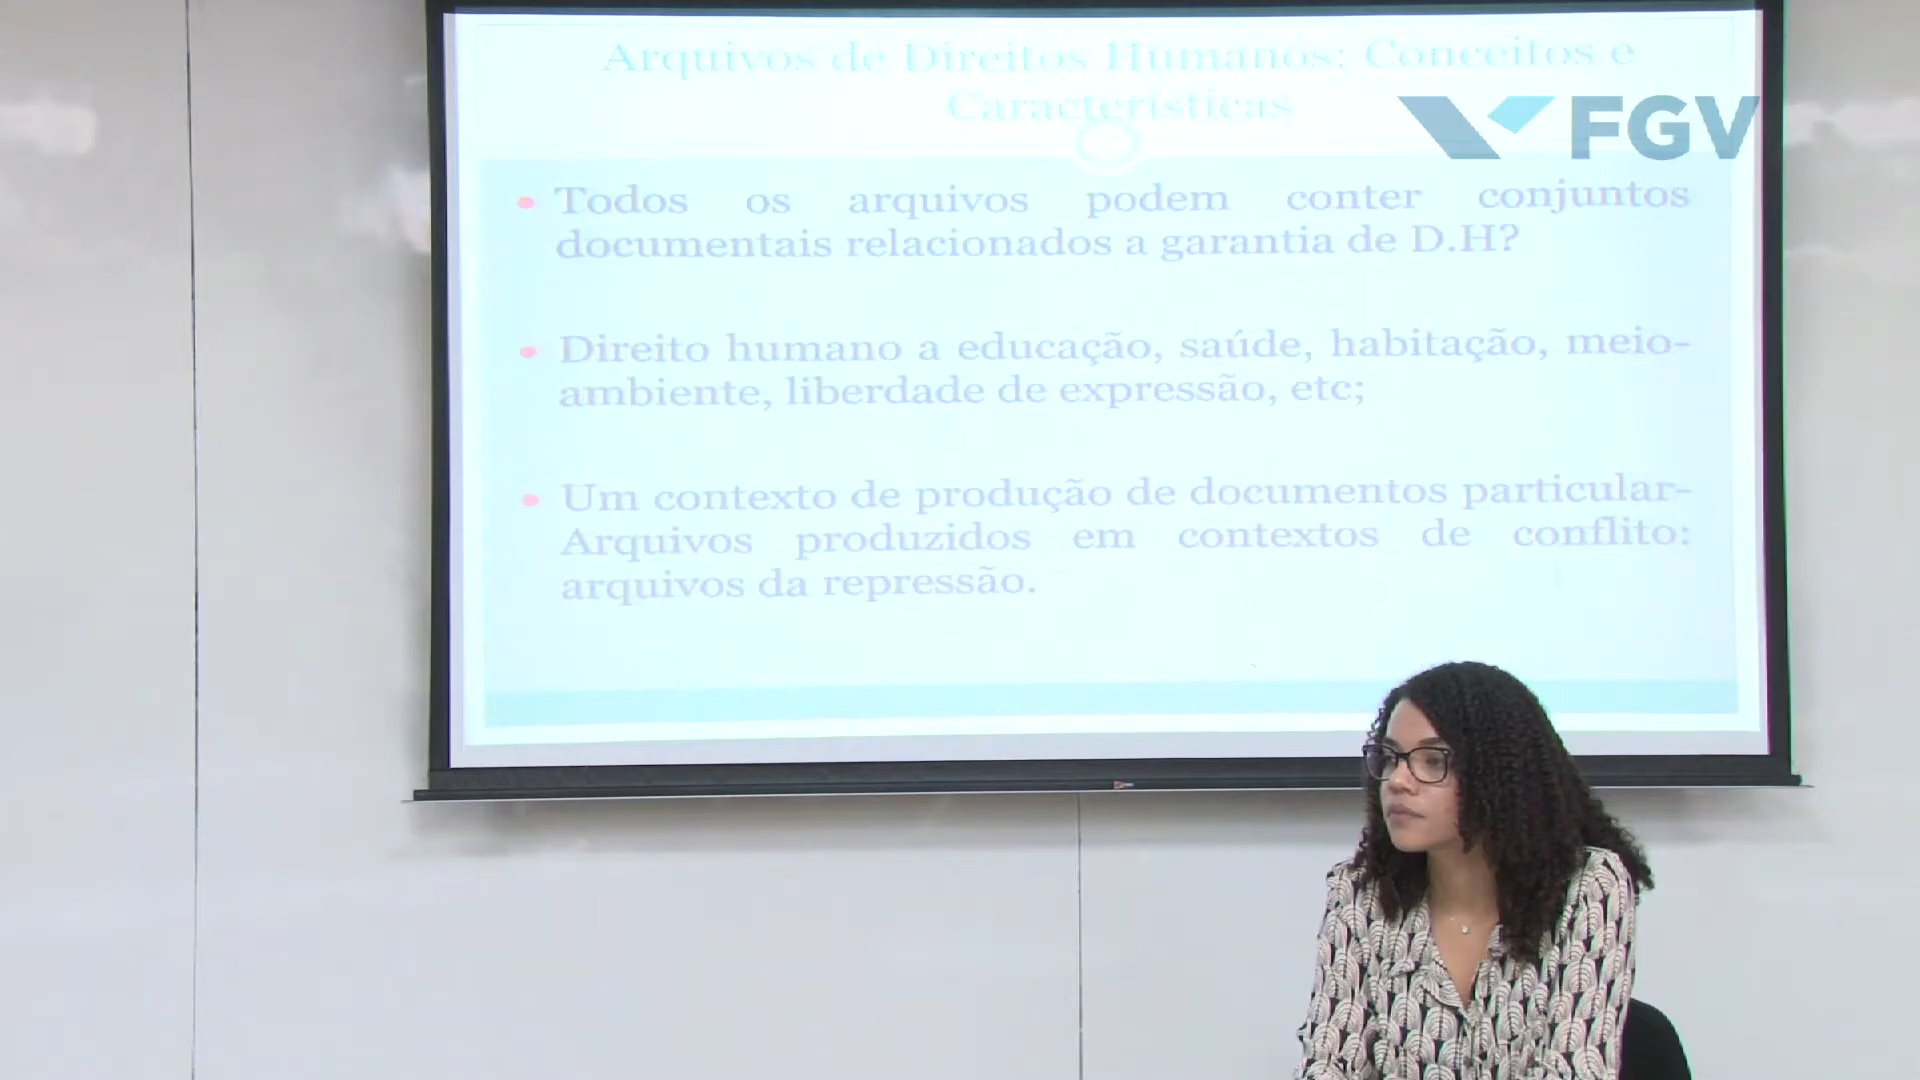 Arquivos de Direitos Humanos: Conceitos e
Características
FGV
Todos os arquivos podem conter conjuntos
documentais relacionados a garantia de D.H?
Direito humano a educação, saúde, habitação, meio-
ambiente, liberdade de expressão, etc;
Um contexto de produção de documentos particular-
Arquivos produzidos em contextos de conflito:
arquivos da repressão.